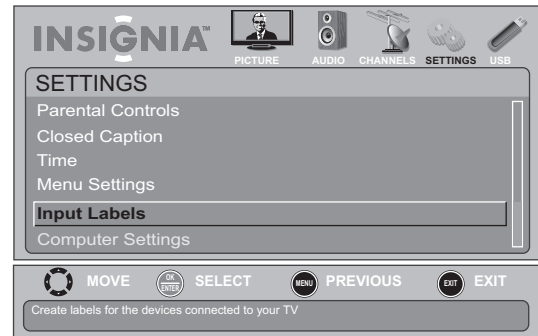 INSIGNIA™
PICTURE AUDIO CHANNELS SETTINGS USB
SETTINGS
Parental Controls
Closed Caption
Time
Menu Settings
Input Labels
Computer Settings
MOVE OK ENTER SELECT MENU PREVIOUS EXIT EXIT
Create labels for the devices connected to your TV